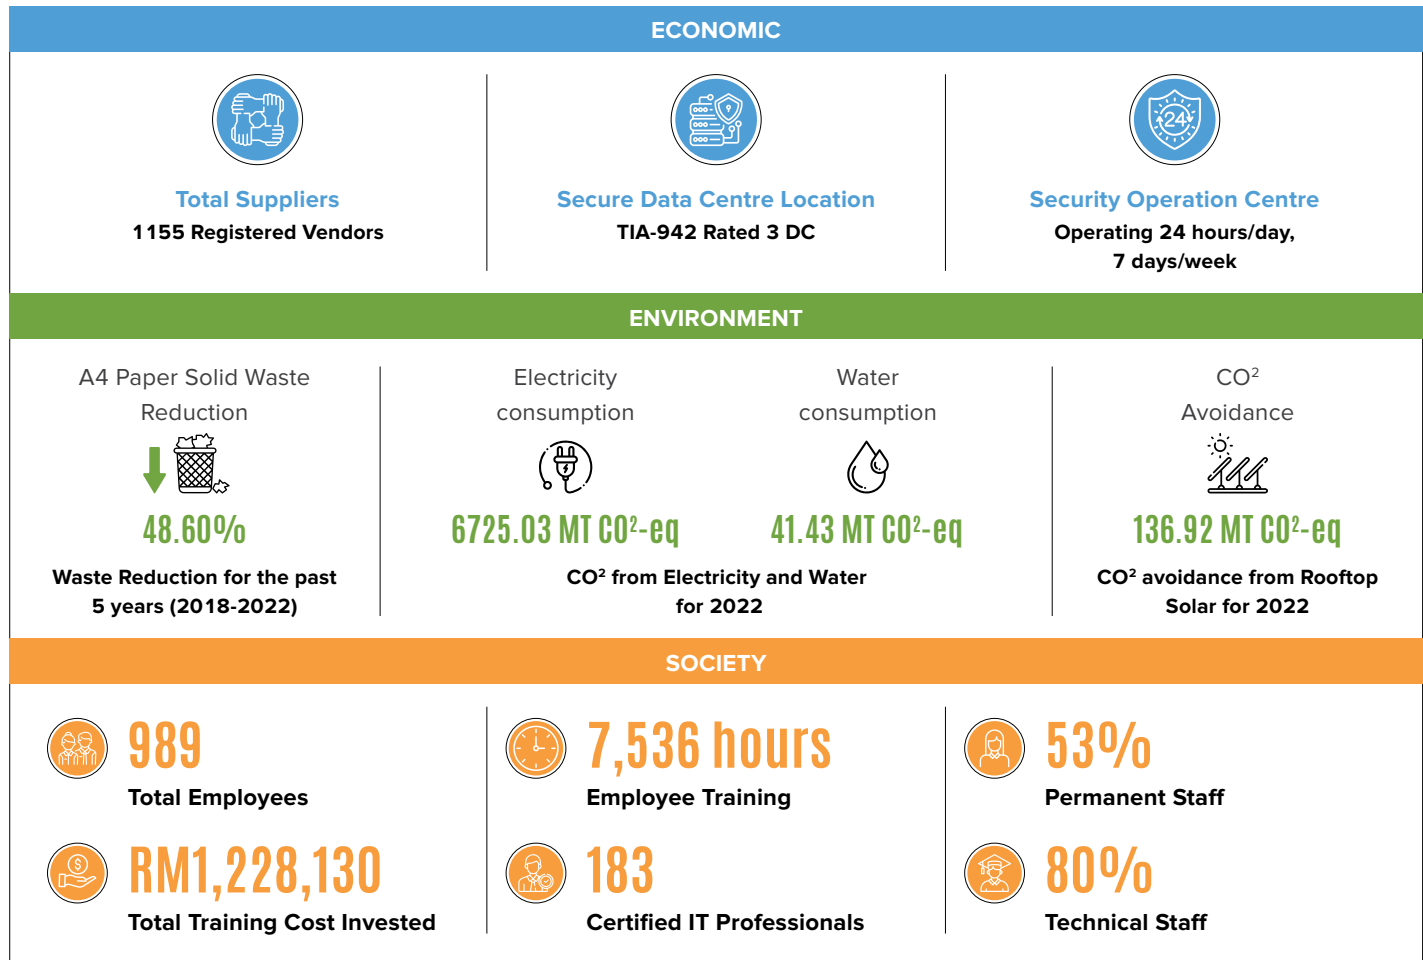 ECONOMIC
24
Total Suppliers
1155 Registered Vendors
Secure Data Centre Location
TIA-942 Rated 3 DC
Security Operation Centre
Operating 24 hours/day,
7 days/week
ENVIRONMENT
A4 Paper Solid Waste
Reduction
48.60%
Waste Reduction for the past
5 years (2018-2022)
Electricity
consumption
6725.03 MT CO²-eq
Water
consumption
41.43 MT CO²-eq
CO² from Electricity and Water
for 2022
CO²
Avoidance
136.92 MT CO²-eq
CO² avoidance from Rooftop
Solar for 2022
SOCIETY
989
Total Employees
7,536 hours
Employee Training
53%
Permanent Staff
$
RM1,228,130
Total Training Cost Invested
183
Certified IT Professionals
80%
Technical Staff